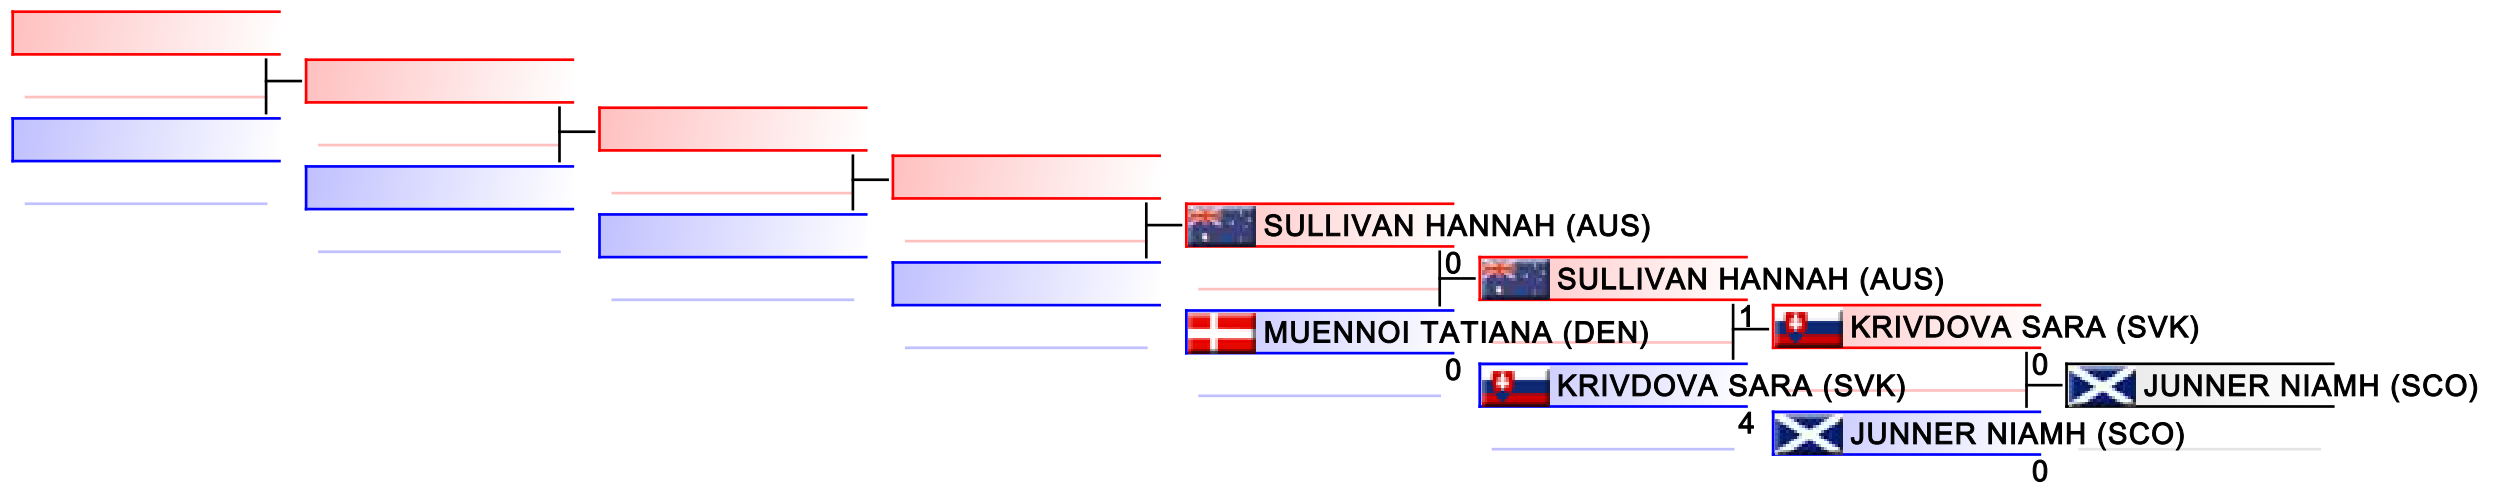 SULLIVAN HANNAH (AUS)
0
SULLIVAN HANNAH (AUS)
MUENNOI TATIANA (DEN)
0
1
KRIVDOVA SARA (SVK)
KRIVDOVA SARA (SVK)
4
0
JUNNER NIAMH (SCO)
JUNNER NIAMH (SCO)
0